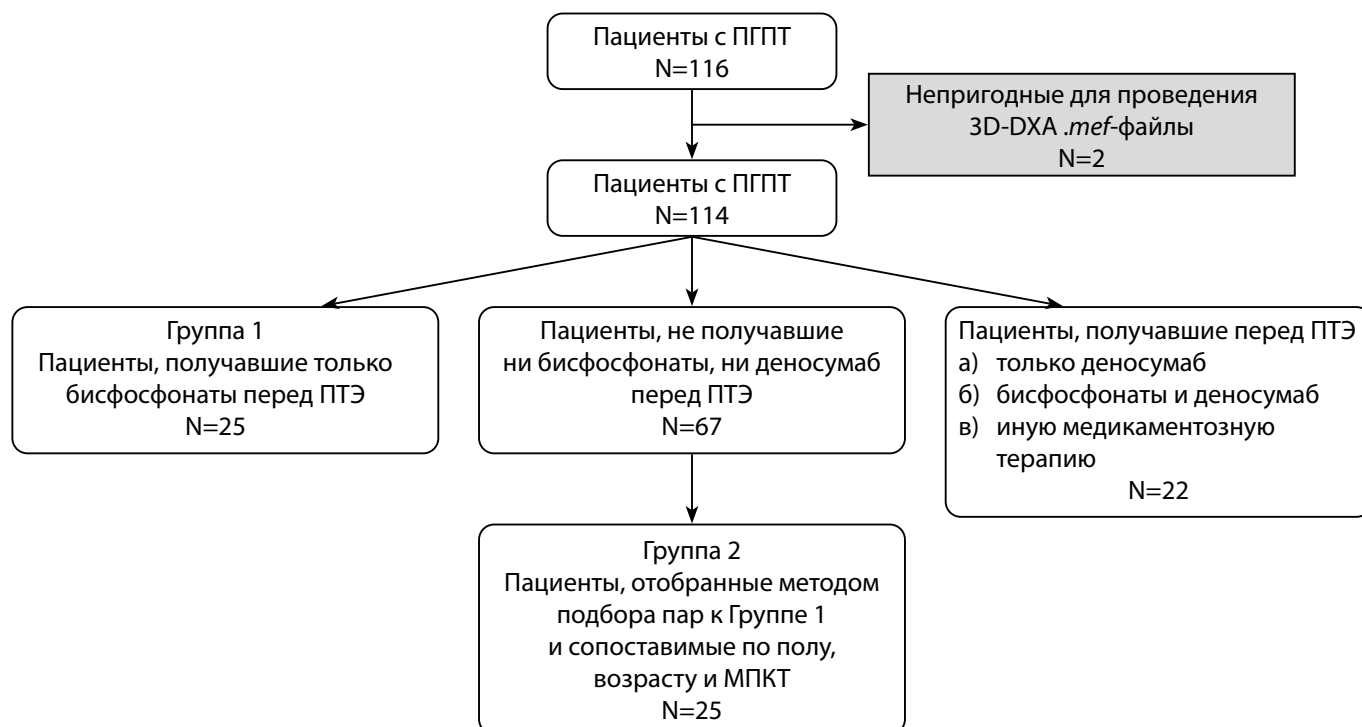 Пациенты с ПГПТ
N=116
Непригодные для проведения
3D-DXA .mef-файлы
N=2
Пациенты с ПГПТ
N=114
Группа 1
Пациенты, получавшие только
бисфосфонаты перед ПТЭ
N=25
Пациенты, не получавшие
ни бисфосфонаты, ни деносумаб
перед ПТЭ
N=67
Пациенты, получавшие перед ПТЭ
а) только деносумаб
б) бисфосфонаты и деносумаб
в) иную медикаментозную
терапию
N=22
Группа 2
Пациенты, отобранные методом
подбора пар к Группе 1
и сопоставимые по полу,
возрасту и МПКТ
N=25